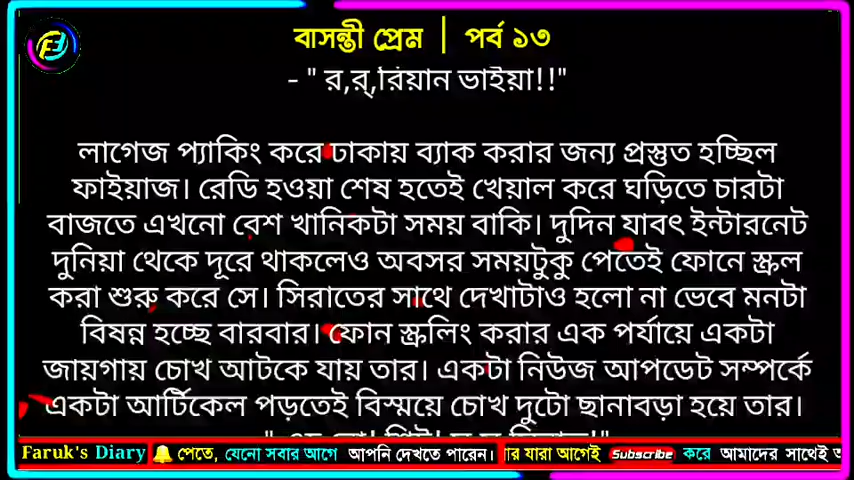 বাসন্তী প্রেম | পর্ব ১৩
- " র,র্,রিয়ান ভাইয়া!!"
লাগেজ প্যাকিং করে ঢাকায় ব্যাক করার জন্য প্রস্তুত হচ্ছিল
ফাইয়াজ। রেডি হওয়া শেষ হতেই খেয়াল করে ঘড়িতে চারটা
বাজতে এখনো বেশ খানিকটা সময় বাকি। দুদিন যাবৎ ইন্টারনেট
দুনিয়া থেকে দূরে থাকলেও অবসর সময়টুকু পেতেই ফোনে স্ক্রল
করা শুরু করে সে। সিরাতের সাথে দেখাটাও হলো না ভেবে মনটা
বিষন্ন হচ্ছে বারবার। ফোন স্ক্রলিং করার এক পর্যায়ে একটা
জায়গায় চোখ আটকে যায় তার। একটা নিউজ আপডেট সম্পর্কে
একটা আর্টিকেল পড়তেই বিস্ময়ে চোখ দুটো ছানাবড়া হয়ে তার।
Faruk's Diary 🔔 পেতে, যেনো সবার আগে আপনি দেখতে পারেন। যারা আগেই Subscribe করে আমাদের সাথেই